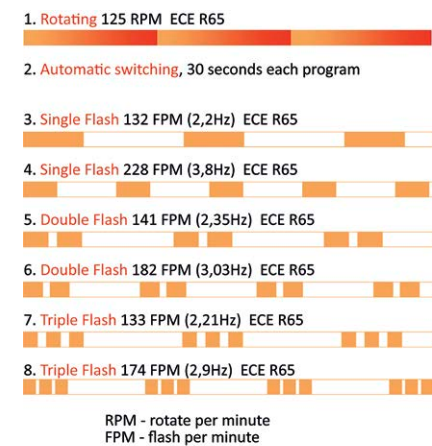 1. Rotating 125 RPM ECE R65
2. Automatic switching, 30 seconds each program
3. Single Flash 132 FPM (2,2Hz) ECE R65
4. Single Flash 228 FPM (3,8Hz) ECE R65
5. Double Flash 141 FPM (2,35Hz) ECE R65
6. Double Flash 182 FPM (3,03Hz) ECE R65
7. Triple Flash 133 FPM (2,21Hz) ECE R65
8. Triple Flash 174 FPM (2,9Hz) ECE R65
RPM - rotate per minute
FPM - flash per minute